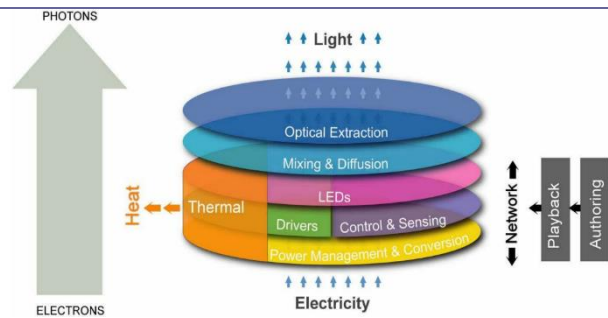 PHOTONS
Light
Optical Extraction
Mixing & Diffusion
LEDs
Thermal
Heat
Drivers
Control & Sensing
Power Management & Conversion
Network
Playback
Authoring
Electricity
ELECTRONS